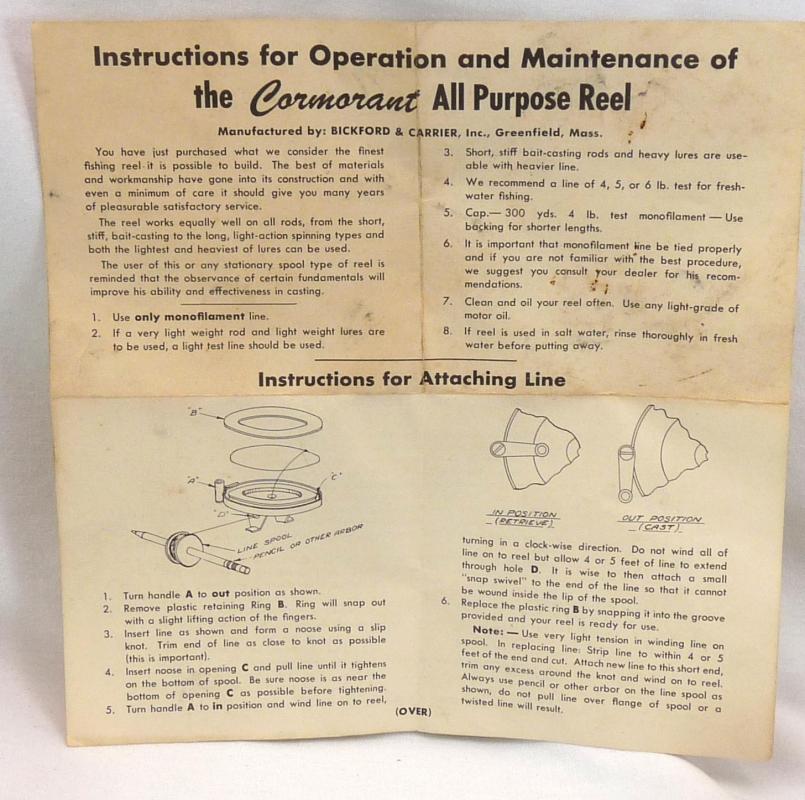 Instructions for Operation and Maintenance of
the Cormorant All Purpose Reel
Manufactured by: BICKFORD & CARRIER, Inc., Greenfield, Mass.
You have just purchased what we consider the finest
fishing reel it is possible to build. The best of materials
and workmanship have gone into its construction and with
even a minimum of care it should give you many years
of pleasurable satisfactory service.
The reel works equally well on all rods, from the short,
stiff, bait-casting to the long, light-action spinning types and
both the lightest and heaviest of lures can be used.
The user of this or any stationary spool type of reel is
reminded that the observance of certain fundamentals will
improve his ability and effectiveness in casting.
1. Use only monofilament line.
2. If a very light weight rod and light weight lures are
to be used, a light test line should be used.
3. Short, stiff bait-casting rods and heavy lures are use-
able with heavier line.
4. We recommend a line of 4, 5, or 6 lb. test for fresh-
water fishing.
5. Cap.— 300 yds. 4 lb. test monofilament — Use
backing for shorter lengths.
6. It is important that monofilament line be tied properly
and if you are not familiar with the best procedure,
we suggest you consult your dealer for his recom-
mendations.
7. Clean and oil your reel often. Use any light-grade of
motor oil.
8. If reel is used in salt water, rinse thoroughly in fresh
water before putting away.
Instructions for Attaching Line
"B"
"A"
"C"
"D"
LINE SPOOL
PENCIL OR OTHER ARBOR
IN POSITION
(RETRIEVE)
OUT POSITION
(CAST)
1. Turn handle A to out position as shown.
2. Remove plastic retaining Ring B. Ring will snap out
with a slight lifting action of the fingers.
3. Insert line as shown and form a noose using a slip
knot. Trim end of line as close to knot as possible
(this is important).
4. Insert noose in opening C and pull line until it tightens
on the bottom of spool. Be sure noose is as near the
bottom of opening C as possible before tightening.
5. Turn handle A to in position and wind line on to reel,
turning in a clock-wise direction. Do not wind all of
line on to reel but allow 4 or 5 feet of line to extend
through hole D. It is wise to then attach a small
"snap swivel" to the end of the line so that it cannot
be wound inside the lip of the spool.
6. Replace the plastic ring B by snapping it into the groove
provided and your reel is ready for use.
Note: — Use very light tension in winding line on
spool. In replacing line: Strip line to within 4 or 5
feet of the end and cut. Attach new line to this short end,
trim any excess around the knot and wind on to reel.
Always use pencil or other arbor on the line spool as
shown, do not pull line over flange of spool or a
twisted line will result.
(OVER)